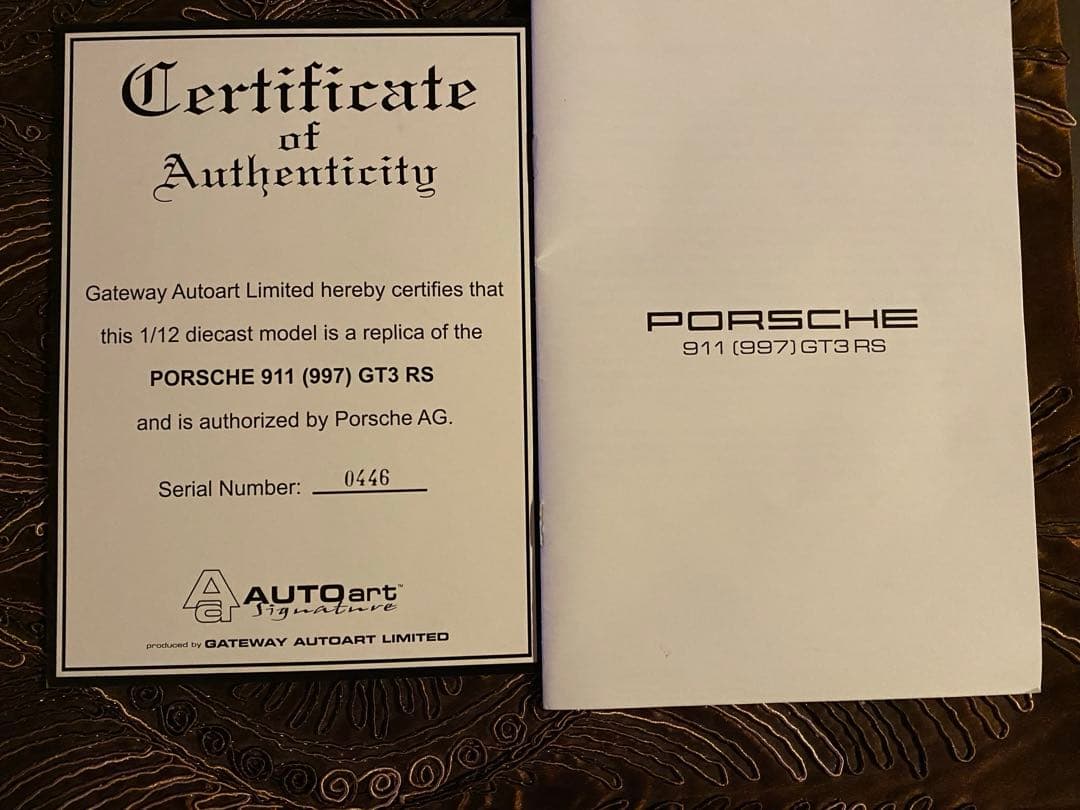 Certificate
of
Authenticity
Gateway Autoart Limited hereby certifies that
this 1/12 diecast model is a replica of the
PORSCHE 911 (997) GT3 RS
and is authorized by Porsche AG.
Serial Number: 0446
Aa AUTOart™
Signature
produced by GATEWAY AUTOART LIMITED
PORSCHE
911 (997) GT3 RS